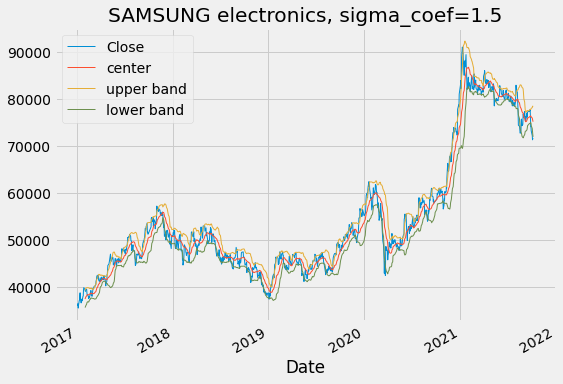 SAMSUNG electronics, sigma_coef=1.5
Close
center
upper band
lower band
90000
80000
70000
60000
50000
40000
2017
2018
2019
2020
2021
2022
Date